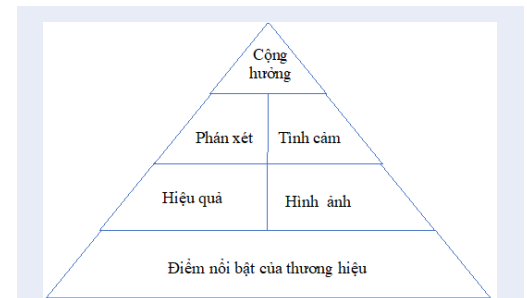 Cộng
hưởng
Phán xét
Tình cảm
Hiệu quả
Hình ảnh
Điểm nổi bật của thương hiệu